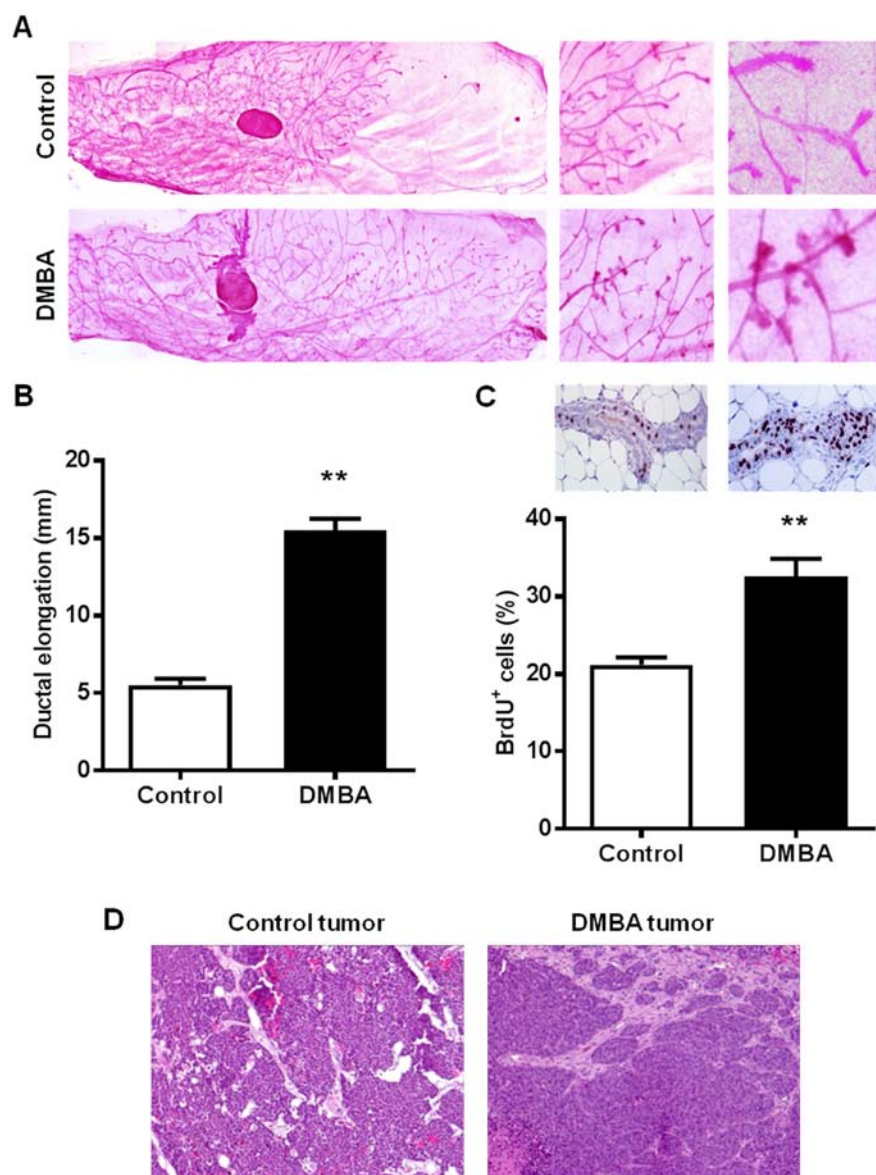 A
Control
DMBA
B
Ductal elongation (mm)
20
15
10
5
0
**
Control
DMBA
C
BrdU⁺ cells (%)
40
30
20
10
0
**
Control
DMBA
D
Control tumor
DMBA tumor